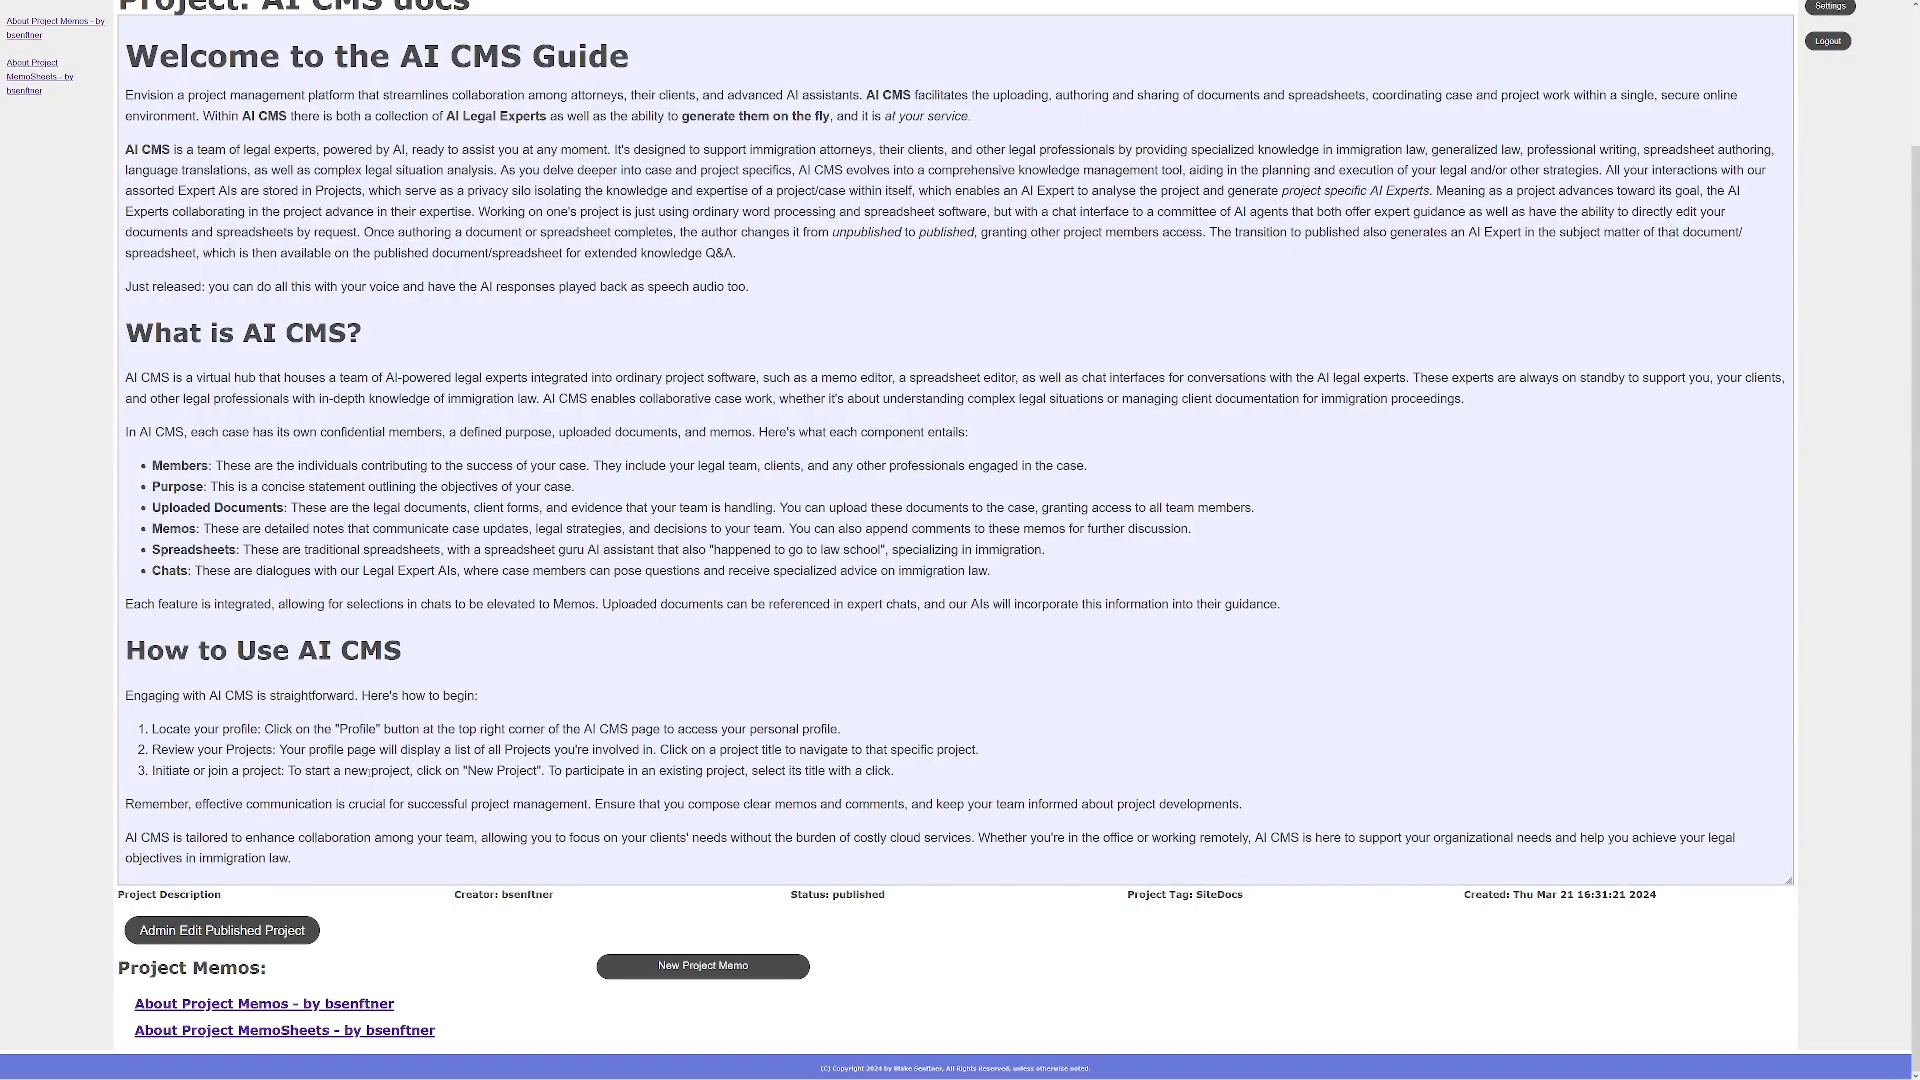 Project: AI CMS docs
About Project Memos - by
bsenftner
About Project
MemoSheets - by
bsenftner
Settings
Logout
Welcome to the AI CMS Guide
Envision a project management platform that streamlines collaboration among attorneys, their clients, and advanced AI assistants. AI CMS facilitates the uploading, authoring and sharing of documents and spreadsheets, coordinating case and project work within a single, secure online
environment. Within AI CMS there is both a collection of AI Legal Experts as well as the ability to generate them on the fly, and it is at your service.
AI CMS is a team of legal experts, powered by AI, ready to assist you at any moment. It's designed to support immigration attorneys, their clients, and other legal professionals by providing specialized knowledge in immigration law, generalized law, professional writing, spreadsheet authoring,
language translations, as well as complex legal situation analysis. As you delve deeper into case and project specifics, AI CMS evolves into a comprehensive knowledge management tool, aiding in the planning and execution of your legal and/or other strategies. All your interactions with our
assorted Expert AIs are stored in Projects, which serve as a privacy silo isolating the knowledge and expertise of a project/case within itself, which enables an AI Expert to analyse the project and generate project specific AI Experts. Meaning as a project advances toward its goal, the AI
Experts collaborating in the project advance in their expertise. Working on one's project is just using ordinary word processing and spreadsheet software, but with a chat interface to a committee of AI agents that both offer expert guidance as well as have the ability to directly edit your
documents and spreadsheets by request. Once authoring a document or spreadsheet completes, the author changes it from unpublished to published, granting other project members access. The transition to published also generates an AI Expert in the subject matter of that document/
spreadsheet, which is then available on the published document/spreadsheet for extended knowledge Q&A.
Just released: you can do all this with your voice and have the AI responses played back as speech audio too.
What is AI CMS?
AI CMS is a virtual hub that houses a team of AI-powered legal experts integrated into ordinary project software, such as a memo editor, a spreadsheet editor, as well as chat interfaces for conversations with the AI legal experts. These experts are always on standby to support you, your clients,
and other legal professionals with in-depth knowledge of immigration law. AI CMS enables collaborative case work, whether it's about understanding complex legal situations or managing client documentation for immigration proceedings.
In AI CMS, each case has its own confidential members, a defined purpose, uploaded documents, and memos. Here's what each component entails:
• Members: These are the individuals contributing to the success of your case. They include your legal team, clients, and any other professionals engaged in the case.
• Purpose: This is a concise statement outlining the objectives of your case.
• Uploaded Documents: These are the legal documents, client forms, and evidence that your team is handling. You can upload these documents to the case, granting access to all team members.
• Memos: These are detailed notes that communicate case updates, legal strategies, and decisions to your team. You can also append comments to these memos for further discussion.
• Spreadsheets: These are traditional spreadsheets, with a spreadsheet guru AI assistant that also "happened to go to law school", specializing in immigration.
• Chats: These are dialogues with our Legal Expert AIs, where case members can pose questions and receive specialized advice on immigration law.
Each feature is integrated, allowing for selections in chats to be elevated to Memos. Uploaded documents can be referenced in expert chats, and our AIs will incorporate this information into their guidance.
How to Use AI CMS
Engaging with AI CMS is straightforward. Here's how to begin:
1. Locate your profile: Click on the "Profile" button at the top right corner of the AI CMS page to access your personal profile.
2. Review your Projects: Your profile page will display a list of all Projects you're involved in. Click on a project title to navigate to that specific project.
3. Initiate or join a project: To start a new project, click on "New Project". To participate in an existing project, select its title with a click.
Remember, effective communication is crucial for successful project management. Ensure that you compose clear memos and comments, and keep your team informed about project developments.
AI CMS is tailored to enhance collaboration among your team, allowing you to focus on your clients' needs without the burden of costly cloud services. Whether you're in the office or working remotely, AI CMS is here to support your organizational needs and help you achieve your legal
objectives in immigration law.
Project Description Creator: bsenftner Status: published Project Tag: SiteDocs Created: Thu Mar 21 16:31:21 2024
Admin Edit Published Project
Project Memos: New Project Memo
About Project Memos - by bsenftner
About Project MemoSheets - by bsenftner
(C) Copyright 2024 by Blake Senftner, All Rights Reserved, unless otherwise noted.